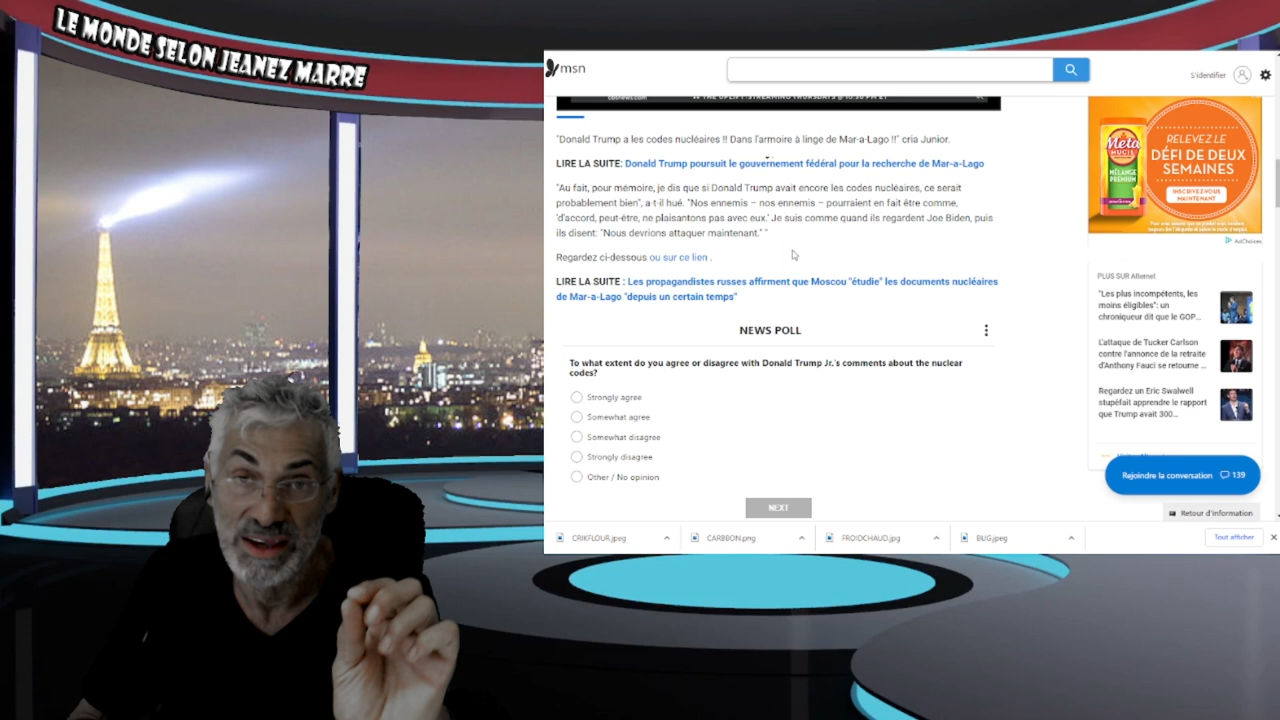 LE MONDE SELON JEANEZ MARRE
msn
S'identifier
"Donald Trump a les codes nucléaires !! Dans l'armoire à linge de Mar-a-Lago !!" cria Junior.
LIRE LA SUITE: Donald Trump poursuit le gouvernement fédéral pour la recherche de Mar-a-Lago
"Au fait, pour mémoire, je dis que si Donald Trump avait encore les codes nucléaires, ce serait
probablement bien", a-t-il hué. "Nos ennemis – nos ennemis – pourraient en fait être comme,
'd'accord, peut-être, ne plaisantons pas avec eux.' Je suis comme quand ils regardent Joe Biden, puis
ils disent: "Nous devrions attaquer maintenant." "
Regardez ci-dessous ou sur ce lien .
LIRE LA SUITE : Les propagandistes russes affirment que Moscou "étudie" les documents nucléaires
de Mar-a-Lago "depuis un certain temps"
NEWS POLL
To what extent do you agree or disagree with Donald Trump Jr.'s comments about the nuclear
codes?
Strongly agree
Somewhat agree
Somewhat disagree
Strongly disagree
Other / No opinion
NEXT
Meta
MUCIL
MÉLANGE
PREMIUM
RELEVEZ LE
DÉFI DE DEUX
SEMAINES
INSCRIVEZ-VOUS
MAINTENANT
AdChoices
PLUS SUR Alternet
"Les plus incompétents, les
moins éligibles": un
chroniqueur dit que le GOP...
L'attaque de Tucker Carlson
contre l'annonce de la retraite
d'Anthony Fauci se retourne ...
Regardez un Eric Swalwell
stupéfait apprendre le rapport
que Trump avait 300...
Rejoindre la conversation 139
Retour d'information
CRIKFLOUR.jpeg
CARBBON.png
FROIDCHAUD.jpg
BUG.jpeg
Tout afficher